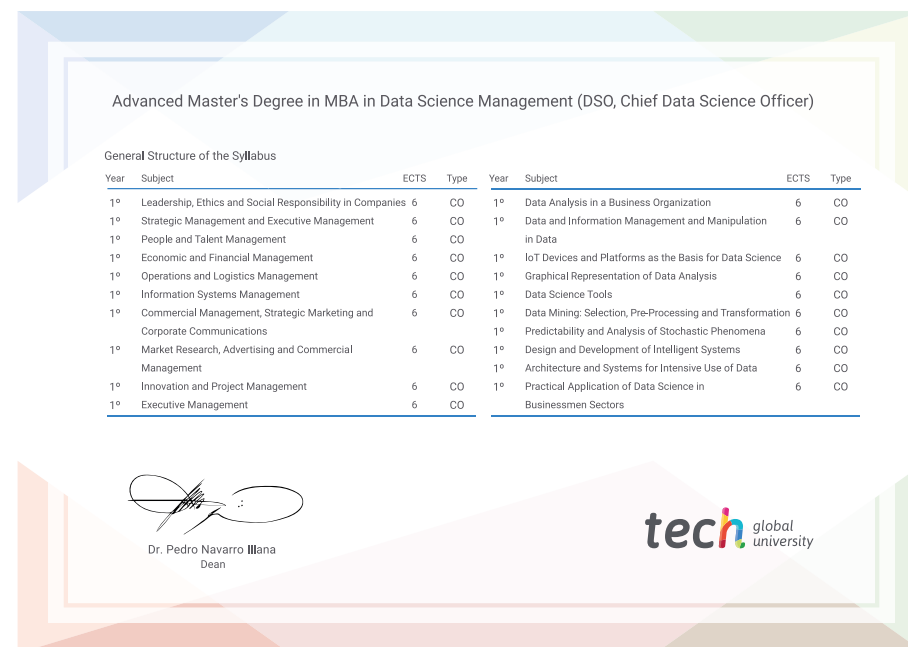 Advanced Master's Degree in MBA in Data Science Management (DSO, Chief Data Science Officer)
General Structure of the Syllabus
Year Subject ECTS Type
1º Leadership, Ethics and Social Responsibility in Companies 6 CO
1º Strategic Management and Executive Management 6 CO
1º People and Talent Management 6 CO
1º Economic and Financial Management 6 CO
1º Operations and Logistics Management 6 CO
1º Information Systems Management 6 CO
1º Commercial Management, Strategic Marketing and 6 CO
Corporate Communications
1º Market Research, Advertising and Commercial 6 CO
Management
1º Innovation and Project Management 6 CO
1º Executive Management 6 CO
Year Subject ECTS Type
1º Data Analysis in a Business Organization 6 CO
1º Data and Information Management and Manipulation 6 CO
in Data
1º IoT Devices and Platforms as the Basis for Data Science 6 CO
1º Graphical Representation of Data Analysis 6 CO
1º Data Science Tools 6 CO
1º Data Mining: Selection, Pre-Processing and Transformation 6 CO
1º Predictability and Analysis of Stochastic Phenomena 6 CO
1º Design and Development of Intelligent Systems 6 CO
1º Architecture and Systems for Intensive Use of Data 6 CO
1º Practical Application of Data Science in 6 CO
Businessmen Sectors
Dr. Pedro Navarro Illana
Dean
tech global
university